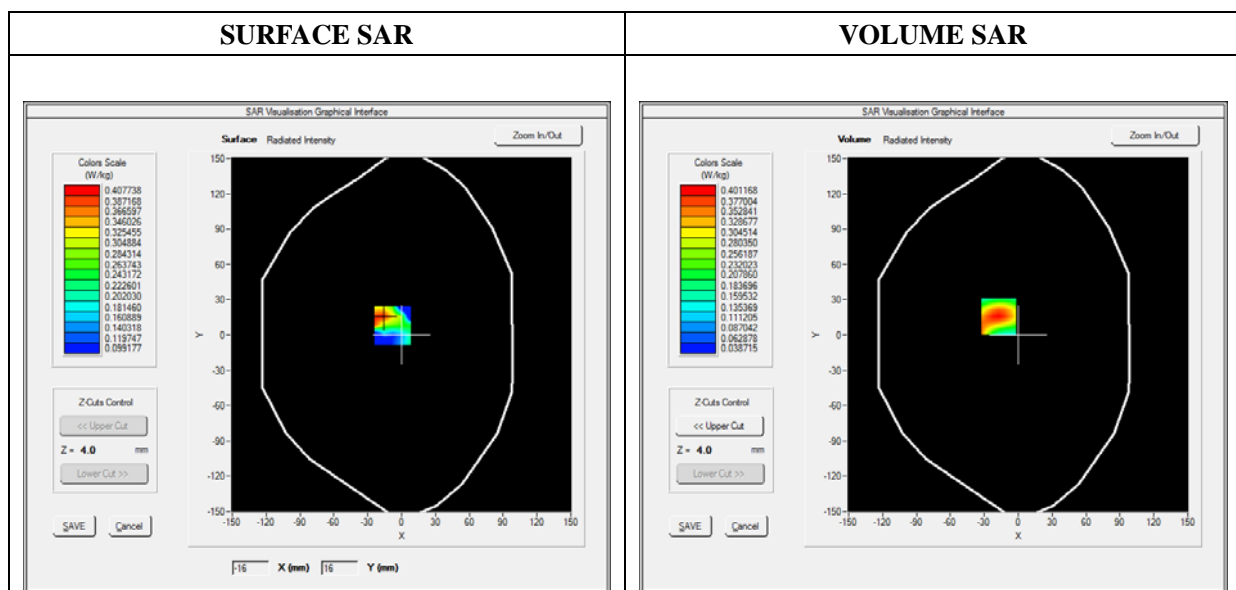 SURFACE SAR
VOLUME SAR
SAR Visualisation Graphical Interface
Surface Radiated Intensity
Zoom In/Out
Colors Scale
(W/kg)
0.407738
0.387168
0.366597
0.346026
0.325455
0.304884
0.284314
0.263743
0.243172
0.222601
0.202030
0.181460
0.160889
0.140318
0.119747
0.099177
Z-Cuts Control
<< Upper Cut
Z = 4.0 mm
Lower Cut >>
SAVE Cancel
150
120
90
60
30
0
-30
-60
-90
-120
-150
Y
-150 -120 -90 -60 -30 0 30 60 90 120 150
X
-16 X (mm) 16 Y (mm)
SAR Visualisation Graphical Interface
Volume Radiated Intensity
Zoom In/Out
Colors Scale
(W/kg)
0.401168
0.377004
0.352841
0.328677
0.304514
0.280350
0.256187
0.232023
0.207860
0.183696
0.159532
0.135369
0.111205
0.087042
0.062878
0.038715
Z-Cuts Control
<< Upper Cut
Z = 4.0 mm
Lower Cut >>
SAVE Cancel
150
120
90
60
30
0
-30
-60
-90
-120
-150
Y
-150 -120 -90 -60 -30 0 30 60 90 120 150
X